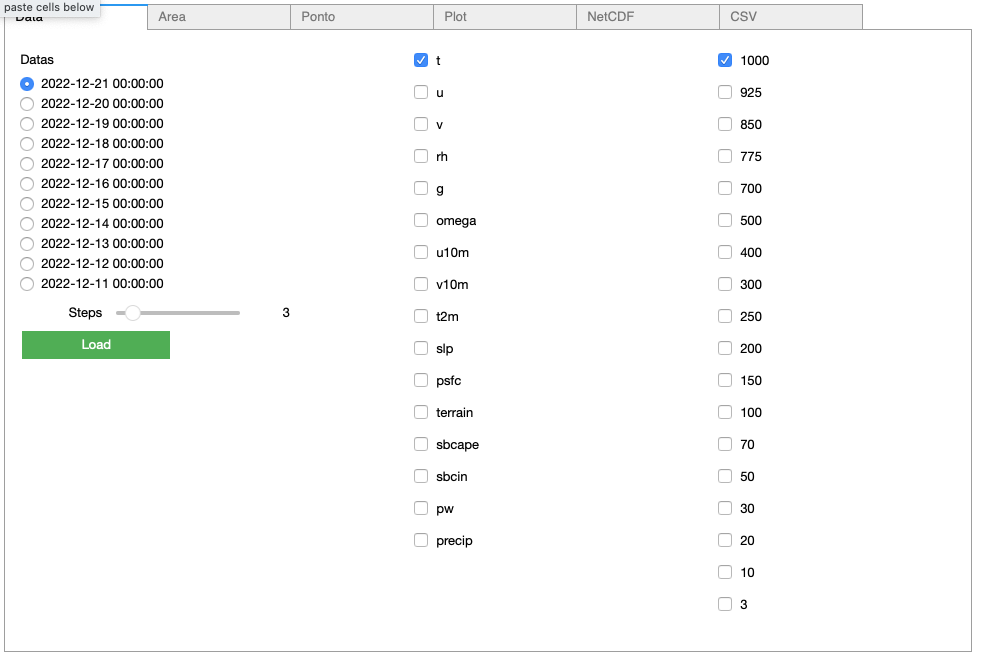 paste cells below
Data
Area
Ponto
Plot
NetCDF
CSV
Datas
2022-12-21 00:00:00
2022-12-20 00:00:00
2022-12-19 00:00:00
2022-12-18 00:00:00
2022-12-17 00:00:00
2022-12-16 00:00:00
2022-12-15 00:00:00
2022-12-14 00:00:00
2022-12-13 00:00:00
2022-12-12 00:00:00
2022-12-11 00:00:00
Steps 3
Load
t
u
v
rh
g
omega
u10m
v10m
t2m
slp
psfc
terrain
sbcape
sbcin
pw
precip
1000
925
850
775
700
500
400
300
250
200
150
100
70
50
30
20
10
3